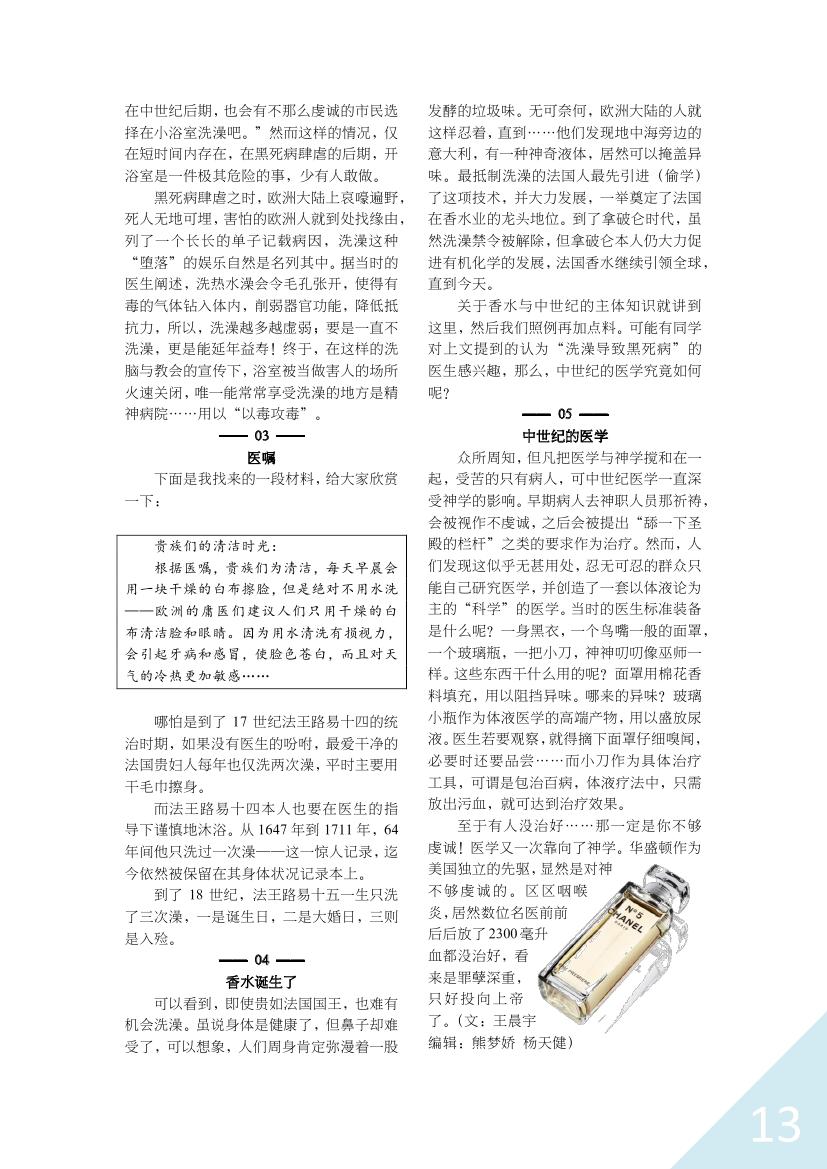 在中世纪后期，也会有不那么虔诚的市民选
择在小浴室洗澡吧。”然而这样的情况，仅
在短时间内存在，在黑死病肆虐的后期，开
浴室是一件极其危险的事，少有人敢做。
黑死病肆虐之时，欧洲大陆上哀嚎遍野，
死人无地可埋，害怕的欧洲人就到处找缘由，
列了一个长长的单子记载病因，洗澡这种
“堕落”的娱乐自然是名列其中。据当时的
医生阐述，洗热水澡会令毛孔张开，使得有
毒的气体钻入体内，削弱器官功能，降低抵
抗力，所以，洗澡越多越虚弱；要是一直不
洗澡，更是能延年益寿！终于，在这样的洗
脑与教会的宣传下，浴室被当做害人的场所
火速关闭，唯一能常常享受洗澡的地方是精
神病院……用以“以毒攻毒”。
—— 03 ——
医嘱
下面是我找来的一段材料，给大家欣赏
一下：
贵族们的清洁时光：
根据医嘱，贵族们为清洁，每天早晨会
用一块干燥的白布擦脸，但是绝对不用水洗
——欧洲的庸医们建议人们只用干燥的白
布清洁脸和眼睛。因为用水清洗有损视力，
会引起牙病和感冒，使脸色苍白，而且对天
气的冷热更加敏感……
哪怕是到了 17 世纪法王路易十四的统
治时期，如果没有医生的吩咐，最爱干净的
法国贵妇人每年也仅洗两次澡，平时主要用
干毛巾擦身。
而法王路易十四本人也要在医生的指
导下谨慎地沐浴。从 1647 年到 1711 年，64
年间他只洗过一次澡——这一惊人记录，迄
今依然被保留在其身体状况记录本上。
到了 18 世纪，法王路易十五一生只洗
了三次澡，一是诞生日，二是大婚日，三则
是入殓。
—— 04 ——
香水诞生了
可以看到，即使贵如法国国王，也难有
机会洗澡。虽说身体是健康了，但鼻子却难
受了，可以想象，人们周身肯定弥漫着一股
发酵的垃圾味。无可奈何，欧洲大陆的人就
这样忍着，直到……他们发现地中海旁边的
意大利，有一种神奇液体，居然可以掩盖异
味。最抵制洗澡的法国人最先引进（偷学）
了这项技术，并大力发展，一举奠定了法国
在香水业的龙头地位。到了拿破仑时代，虽
然洗澡禁令被解除，但拿破仑本人仍大力促
进有机化学的发展，法国香水继续引领全球，
直到今天。
关于香水与中世纪的主体知识就讲到
这里，然后我们照例再加点料。可能有同学
对上文提到的认为“洗澡导致黑死病”的
医生感兴趣，那么，中世纪的医学究竟如何
呢？
—— 05 ——
中世纪的医学
众所周知，但凡把医学与神学搅和在一
起，受苦的只有病人，可中世纪医学一直深
受神学的影响。早期病人去神职人员那祈祷，
会被视作不虔诚，之后会被提出“舔一下圣
殿的栏杆”之类的要求作为治疗。然而，人
们发现这似乎无甚用处，忍无可忍的群众只
能自己研究医学，并创造了一套以体液论为
主的“科学”的医学。当时的医生标准装备
是什么呢？一身黑衣，一个鸟嘴一般的面罩，
一个玻璃瓶，一把小刀，神神叨叨像巫师一
样。这些东西干什么用的呢？面罩用棉花香
料填充，用以阻挡异味。哪来的异味？玻璃
小瓶作为体液医学的高端产物，用以盛放尿
液。医生若要观察，就得摘下面罩仔细嗅闻，
必要时还要品尝……而小刀作为具体治疗
工具，可谓是包治百病，体液疗法中，只需
放出污血，就可达到治疗效果。
至于有人没治好……那一定是你不够
虔诚！医学又一次靠向了神学。华盛顿作为
美国独立的先驱，显然是对神
不够虔诚的。区区咽喉
炎，居然数位名医前前
后后放了 2300 毫升
血都没治好，看
来是罪孽深重，
只好投向上帝
了。（文：王晨宇
编辑：熊梦娇 杨天健）
N°5
CHANEL
PARIS
13